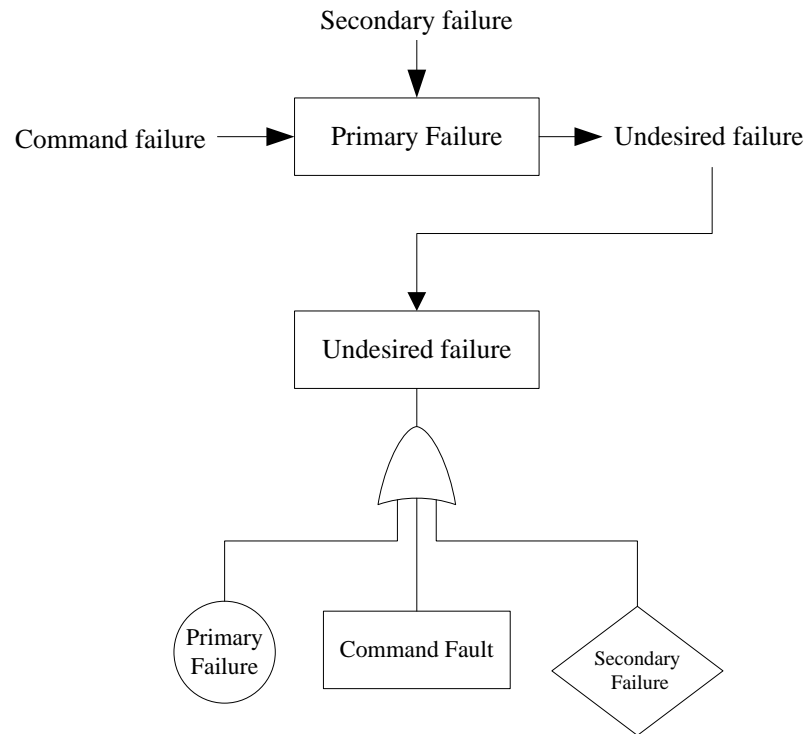 Secondary failure
Command failure
Primary Failure
Undesired failure
Undesired failure
Primary
Failure
Command Fault
Secondary
Failure